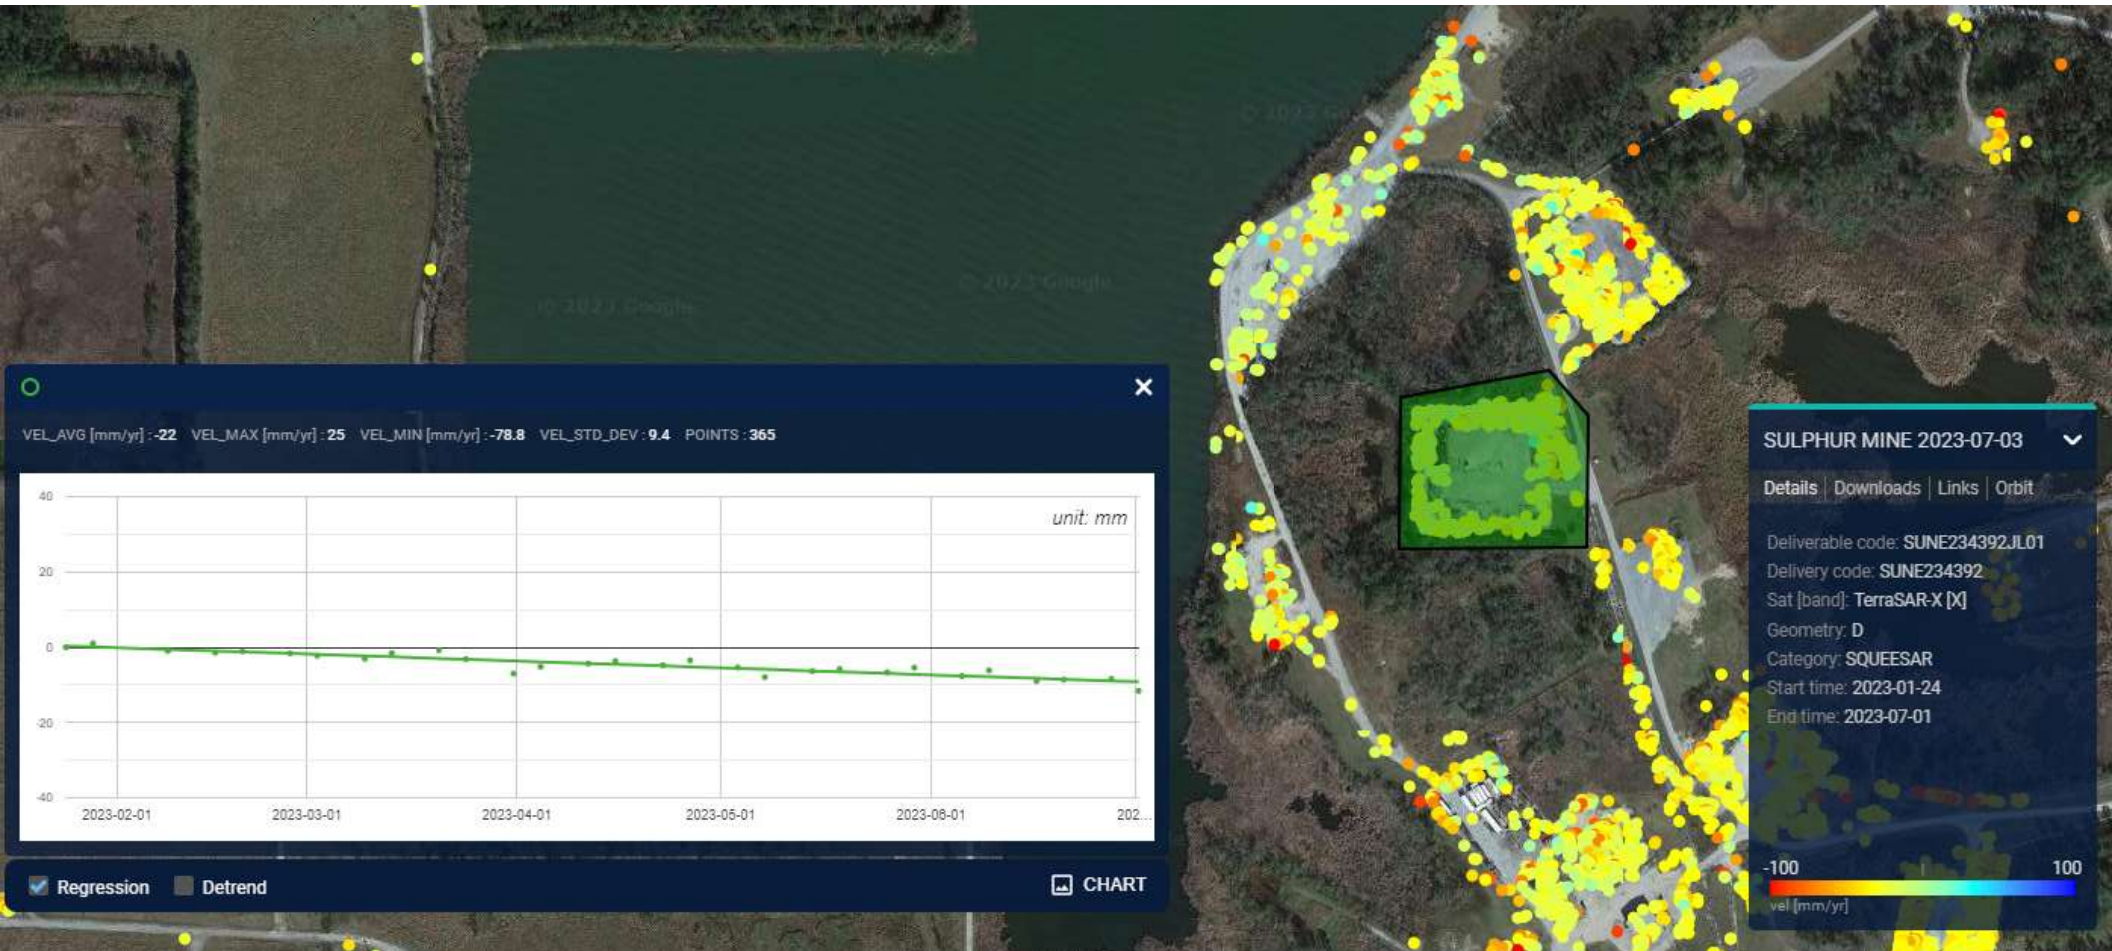 © 2023 Google
© 2023 Google
VEL_AVG [mm/yr] : -22 VEL_MAX [mm/yr] : 25 VEL_MIN [mm/yr] : -78.8 VEL_STD_DEV : 9.4 POINTS : 365
unit: mm
40
20
0
-20
-40
2023-02-01 2023-03-01 2023-04-01 2023-05-01 2023-06-01 202...
Regression Detrend CHART
SULPHUR MINE 2023-07-03
Details | Downloads | Links | Orbit
Deliverable code: SUNE234392JL01
Delivery code: SUNE234392
Sat [band]: TerraSAR-X [X]
Geometry: D
Category: SQUEESAR
Start time: 2023-01-24
End time: 2023-07-01
-100 100
vel [mm/yr]